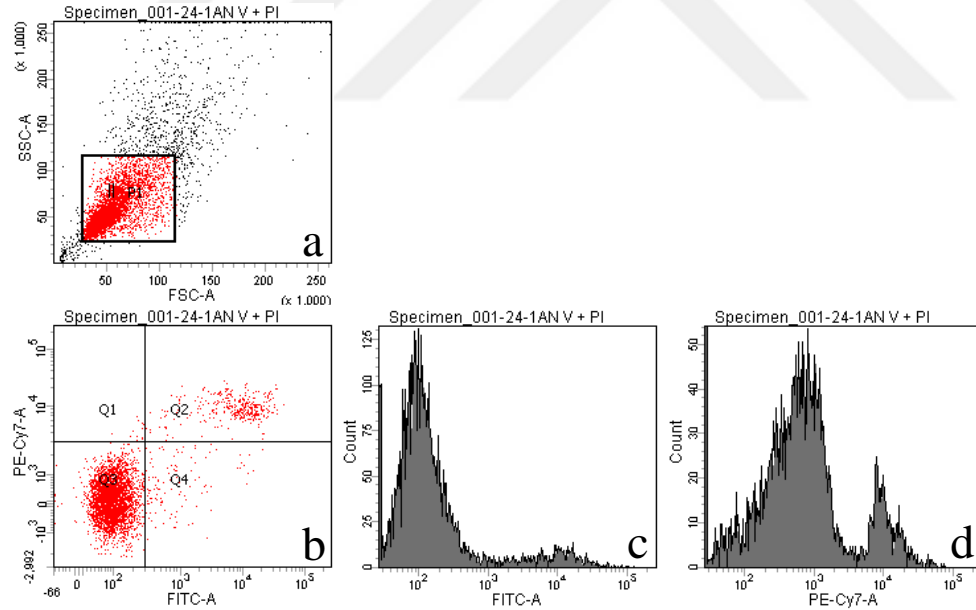 Specimen_001-24-1AN V + PI
(x 1.000)
SSC-A
250
200
150
100
50
P1
a
50 100 150 200 250
FSC-A
(x 1.000)
Specimen_001-24-1AN V + PI
PE-Cy7-A
10^5
10^4
10^3
0
-10^3
-2,992
Q1 Q2
Q3 Q4
b
-66 0 10^2 10^3 10^4 10^5
FITC-A
Specimen_001-24-1AN V + PI
Count
125
100
75
50
25
0
c
10^2 10^3 10^4 10^5
FITC-A
Specimen_001-24-1AN V + PI
Count
50
40
30
20
10
0
d
10^2 10^3 10^4 10^5
PE-Cy7-A